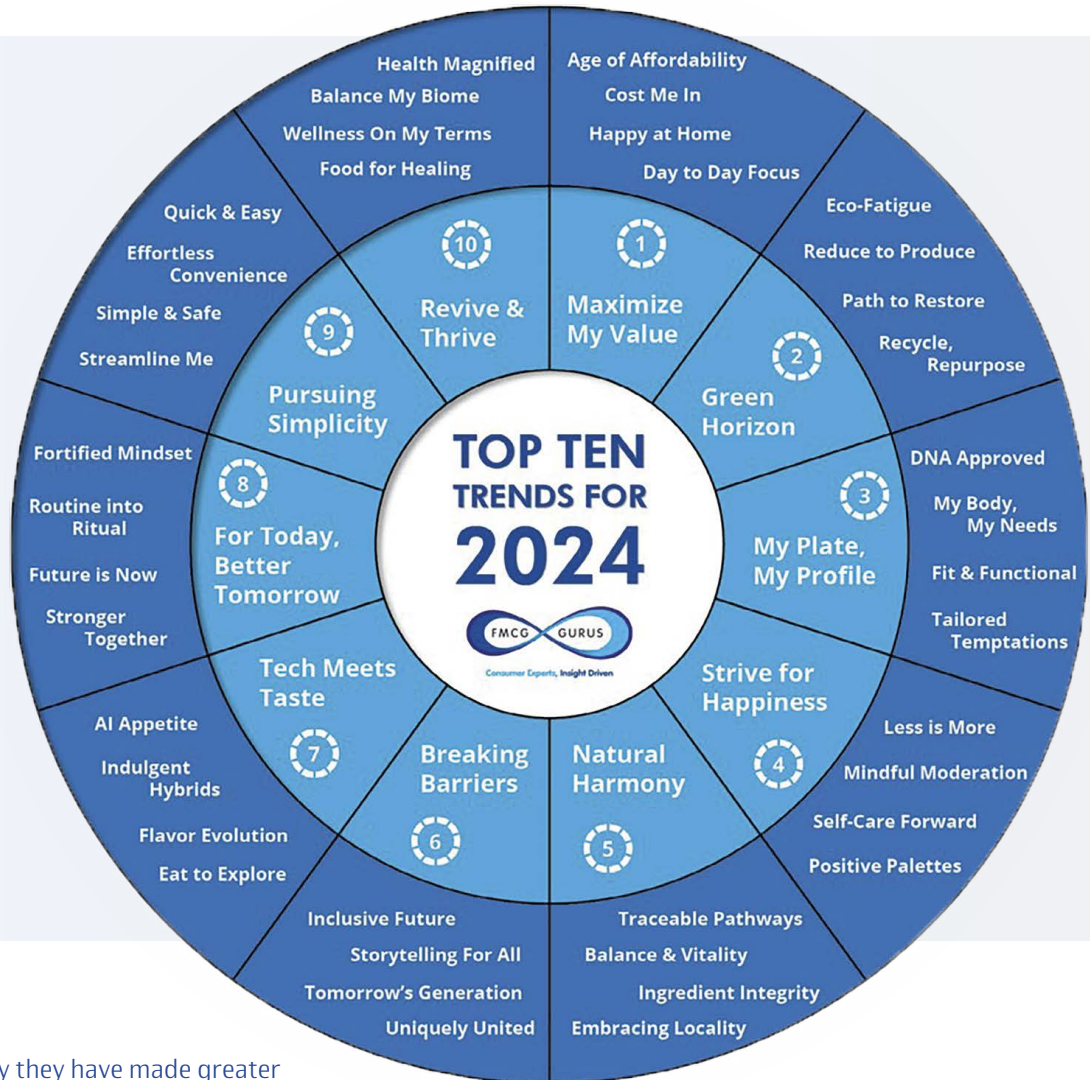 TOP TEN
TRENDS FOR
2024
FMCG GURUS
Consumer Experts, Insight Driven
1
Maximize
My Value
Age of Affordability
Cost Me In
Happy at Home
Day to Day Focus
2
Green
Horizon
Eco-Fatigue
Reduce to Produce
Path to Restore
Recycle,
Repurpose
3
My Plate,
My Profile
DNA Approved
My Body,
My Needs
Fit & Functional
Tailored
Temptations
Strive for
Happiness
4
Less is More
Mindful Moderation
Self-Care Forward
Positive Palettes
Natural
Harmony
5
Traceable Pathways
Balance & Vitality
Ingredient Integrity
Embracing Locality
Breaking
Barriers
6
Inclusive Future
Storytelling For All
Tomorrow's Generation
Uniquely United
Tech Meets
Taste
7
AI Appetite
Indulgent
Hybrids
Flavor Evolution
Eat to Explore
8
For Today,
Better
Tomorrow
Fortified Mindset
Routine into
Ritual
Future is Now
Stronger
Together
9
Pursuing
Simplicity
Quick & Easy
Effortless
Convenience
Simple & Safe
Streamline Me
10
Revive &
Thrive
Health Magnified
Balance My Biome
Wellness On My Terms
Food for Healing
they have made greater